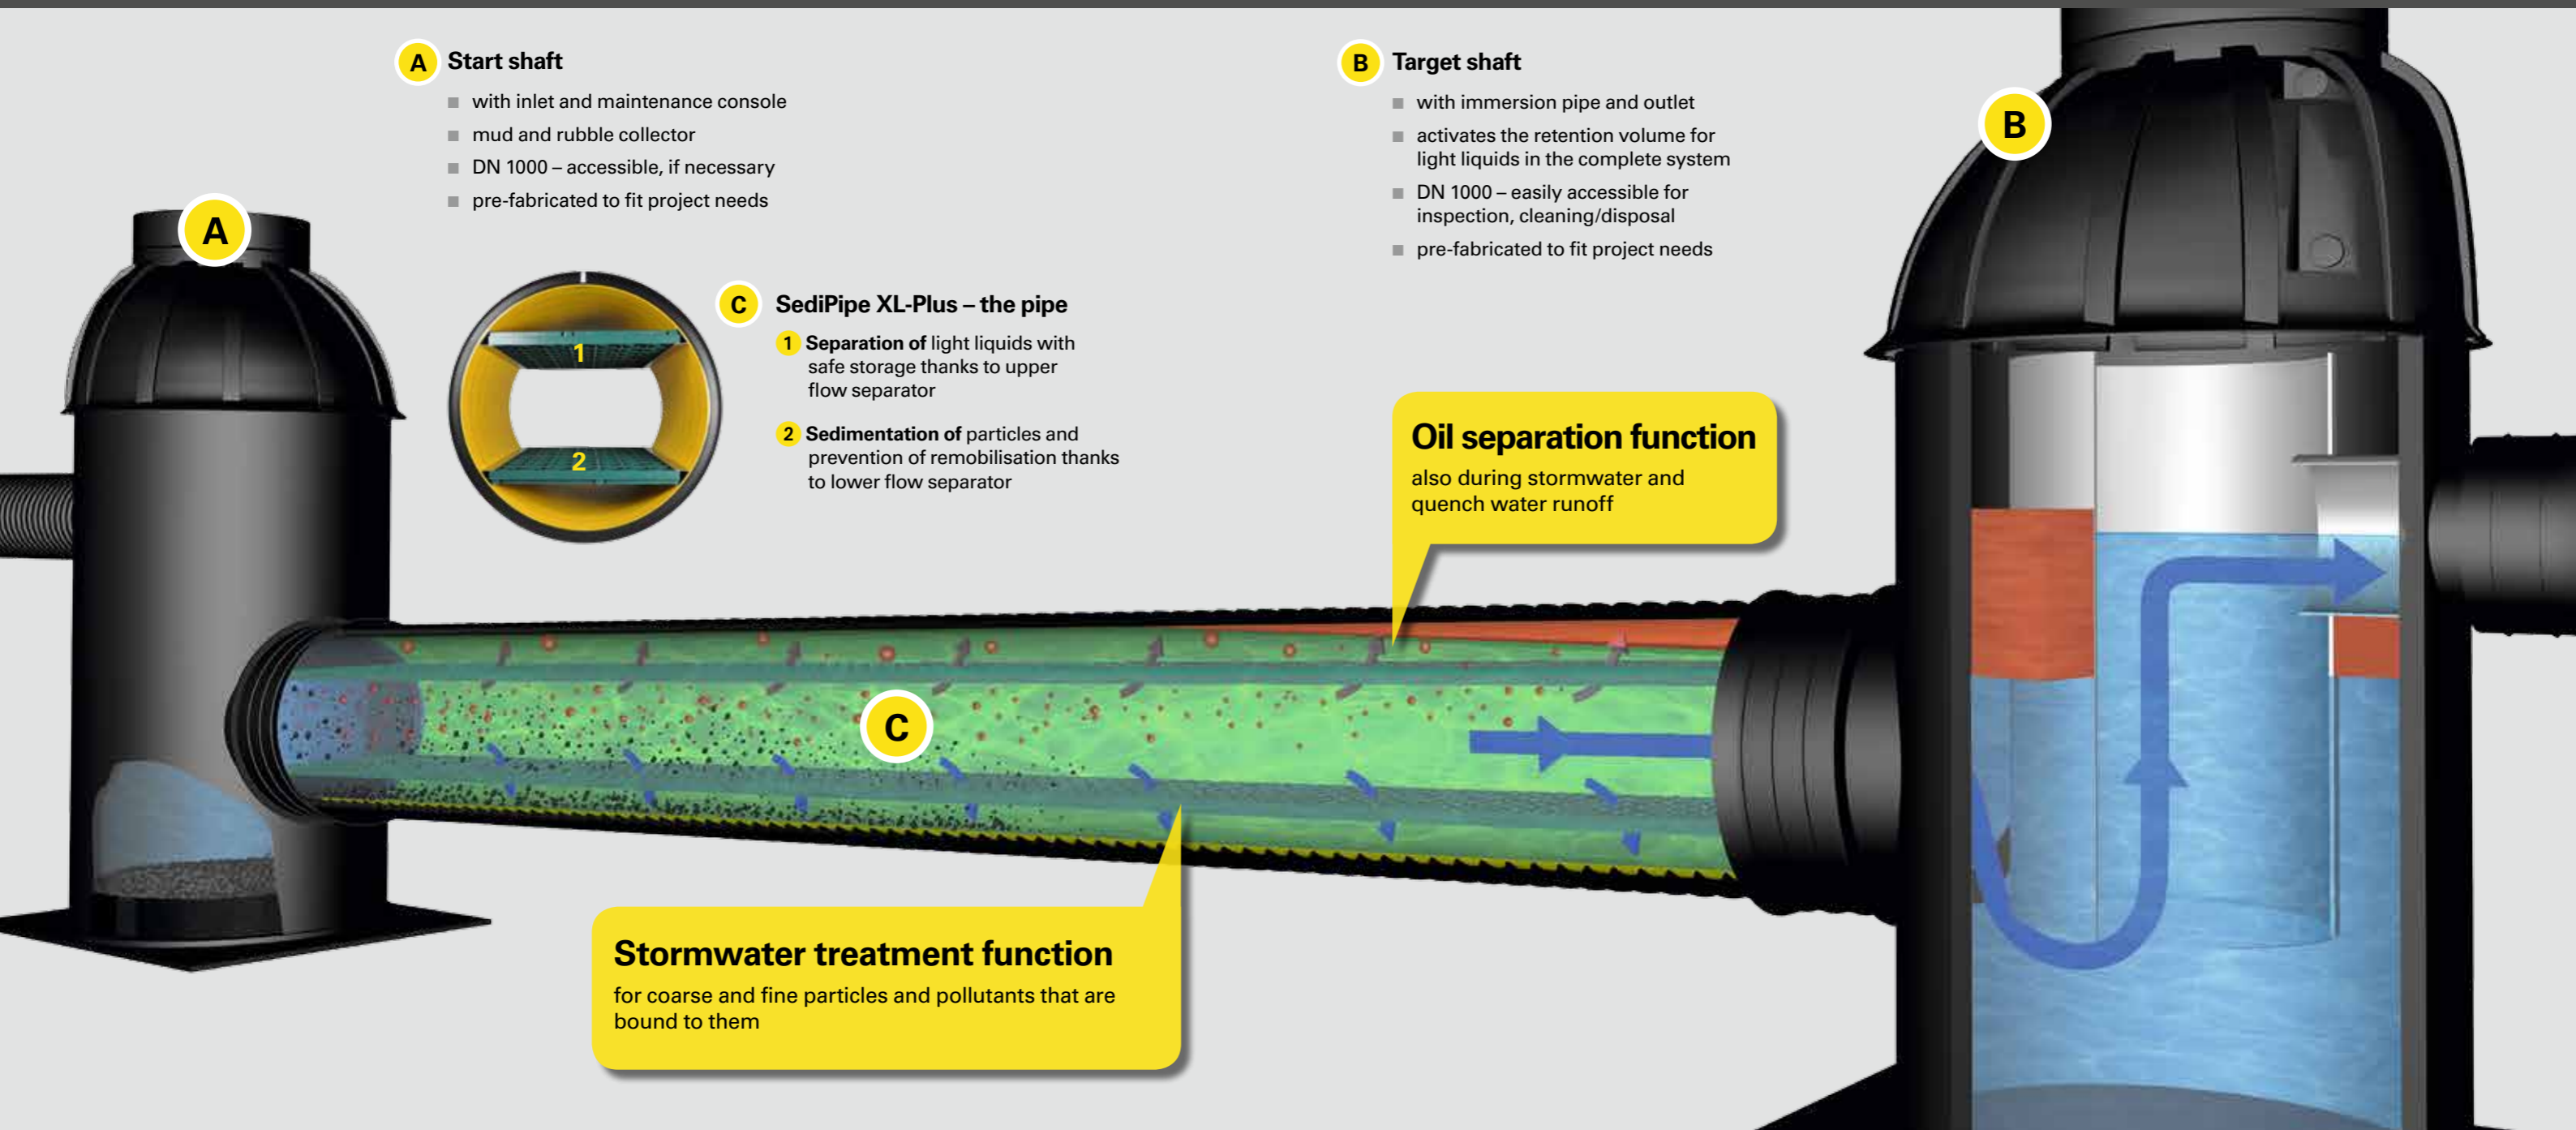 A Start shaft
with inlet and maintenance console
mud and rubble collector
DN 1000 – accessible, if necessary
pre-fabricated to fit project needs
B Target shaft
with immersion pipe and outlet
activates the retention volume for
light liquids in the complete system
DN 1000 – easily accessible for
inspection, cleaning/disposal
pre-fabricated to fit project needs
B
A
1
2
C SediPipe XL-Plus – the pipe
1 Separation of light liquids with
safe storage thanks to upper
flow separator
2 Sedimentation of particles and
prevention of remobilisation thanks
to lower flow separator
Oil separation function
also during stormwater and
quench water runoff
C
Stormwater treatment function
for coarse and fine particles and pollutants that are
bound to them